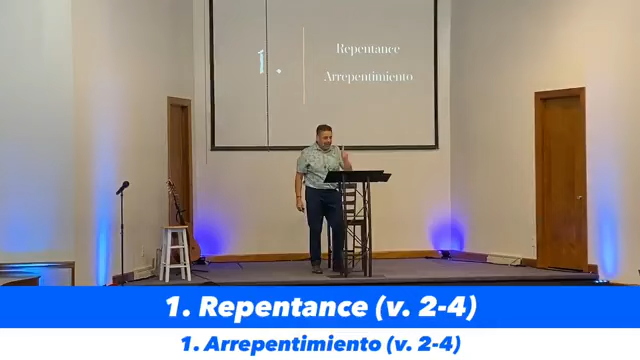 1.
Repentance
Arrepentimiento
1. Repentance (v. 2-4)
1. Arrepentimiento (v. 2-4)